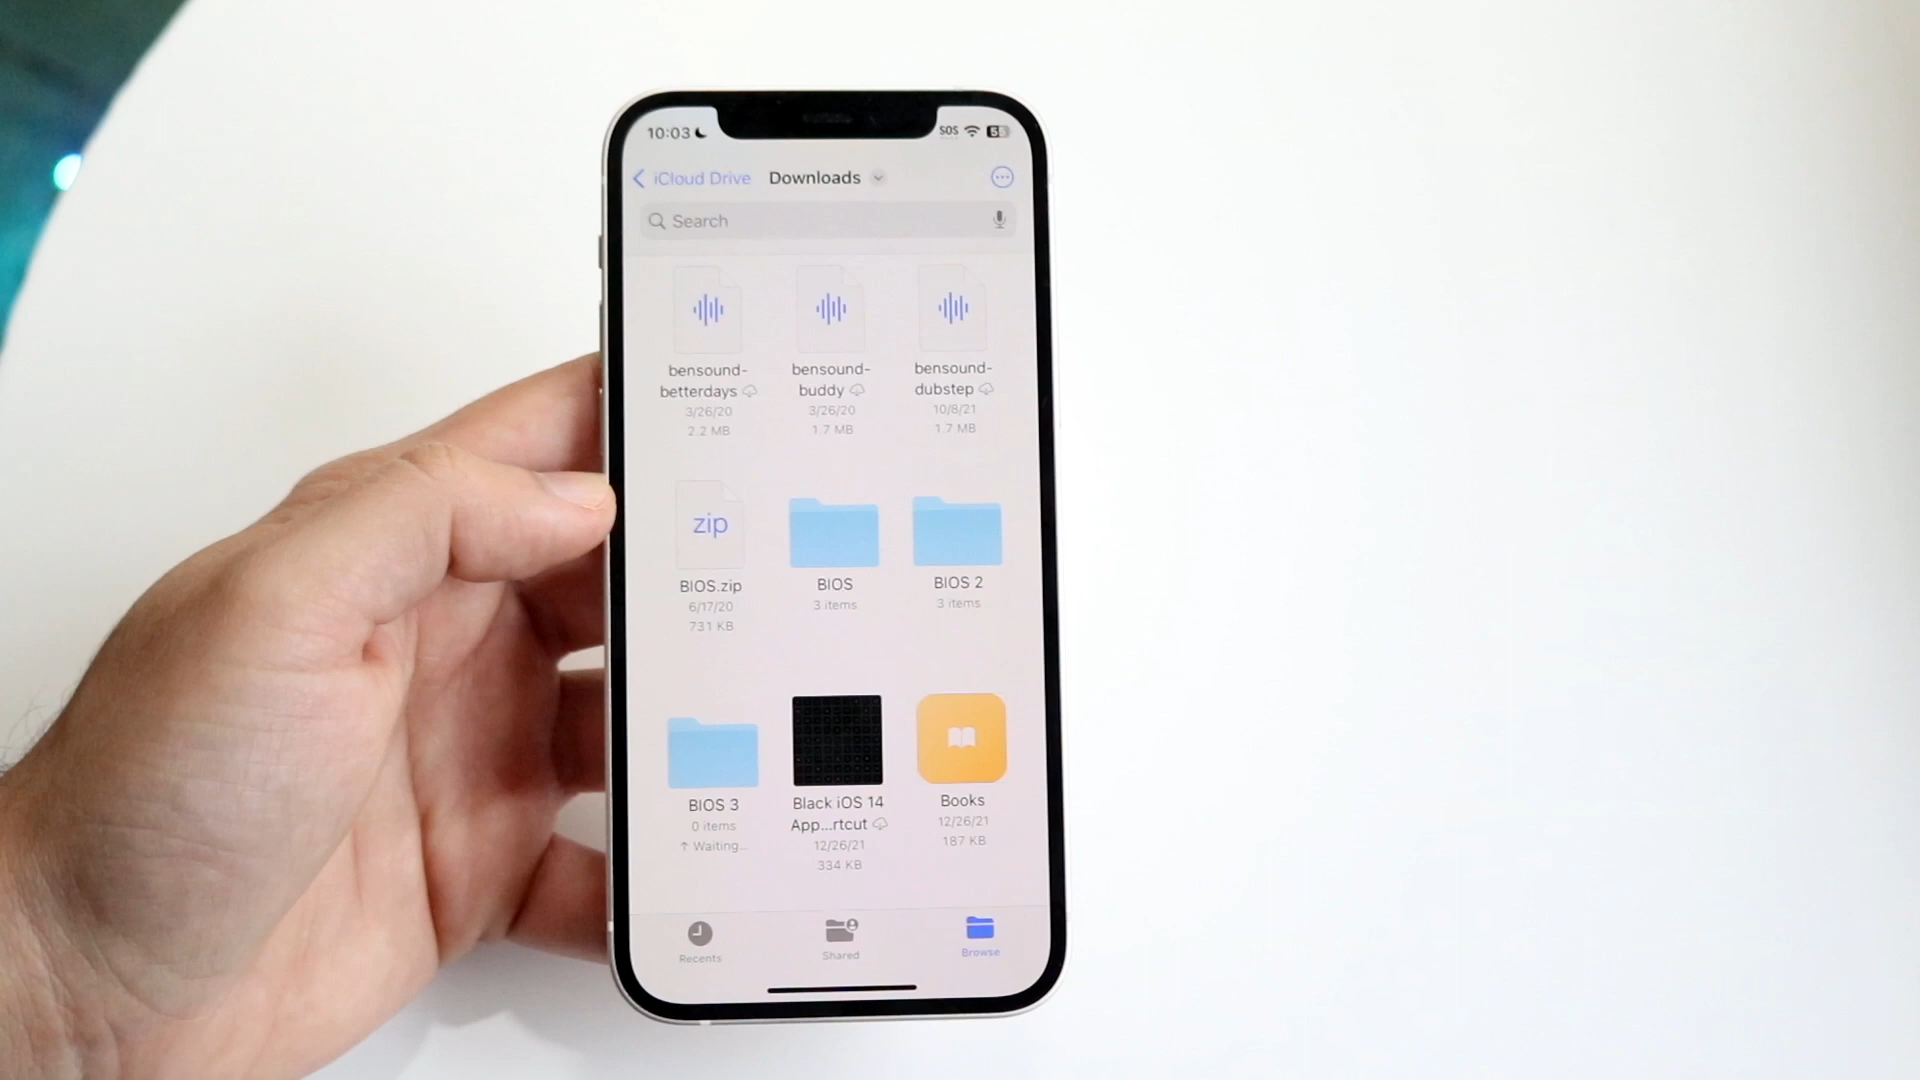 10:03
SOS
iCloud Drive
Downloads
Search
bensound-
betterdays
3/26/20
2.2 MB
bensound-
buddy
3/26/20
1.7 MB
bensound-
dubstep
10/8/21
1.7 MB
zip
BIOS.zip
6/17/20
731 KB
BIOS
3 items
BIOS 2
3 items
BIOS 3
0 items
↑ Waiting...
Black iOS 14
App...rtcut
12/26/21
334 KB
Books
12/26/21
187 KB
Recents
Shared
Browse